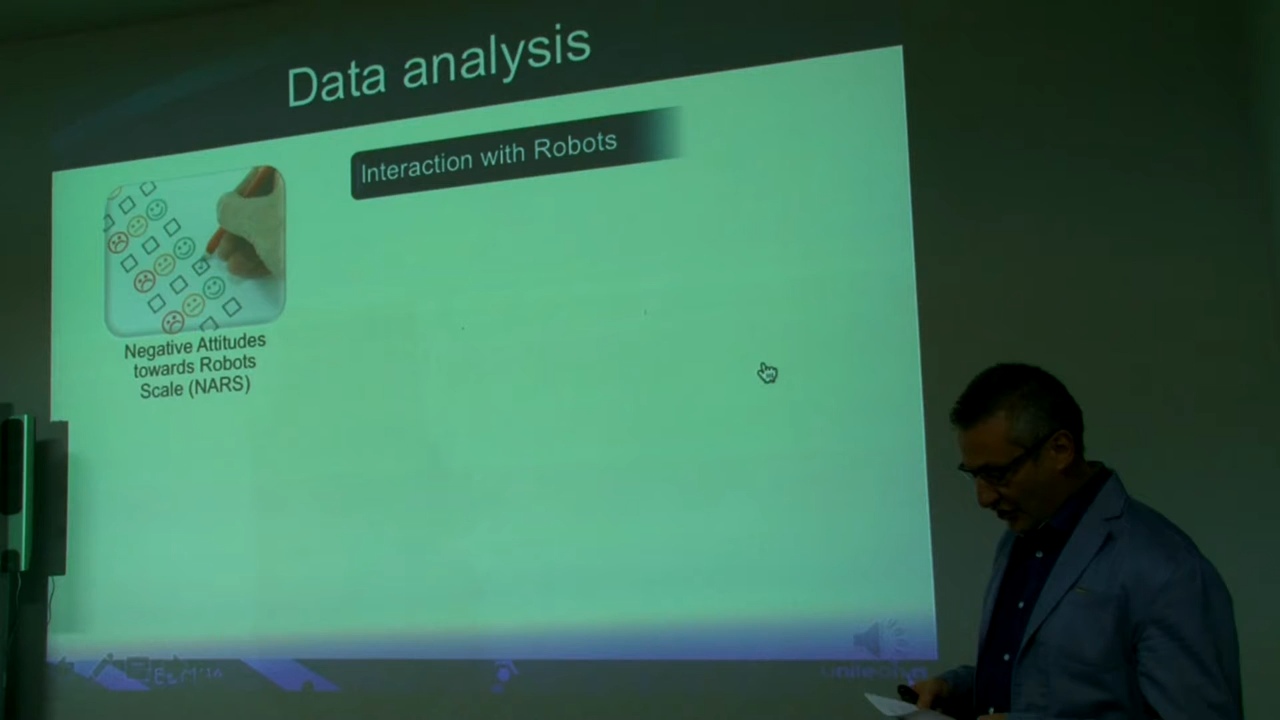 Data analysis
Interaction with Robots
Negative Attitudes
towards Robots
Scale (NARS)